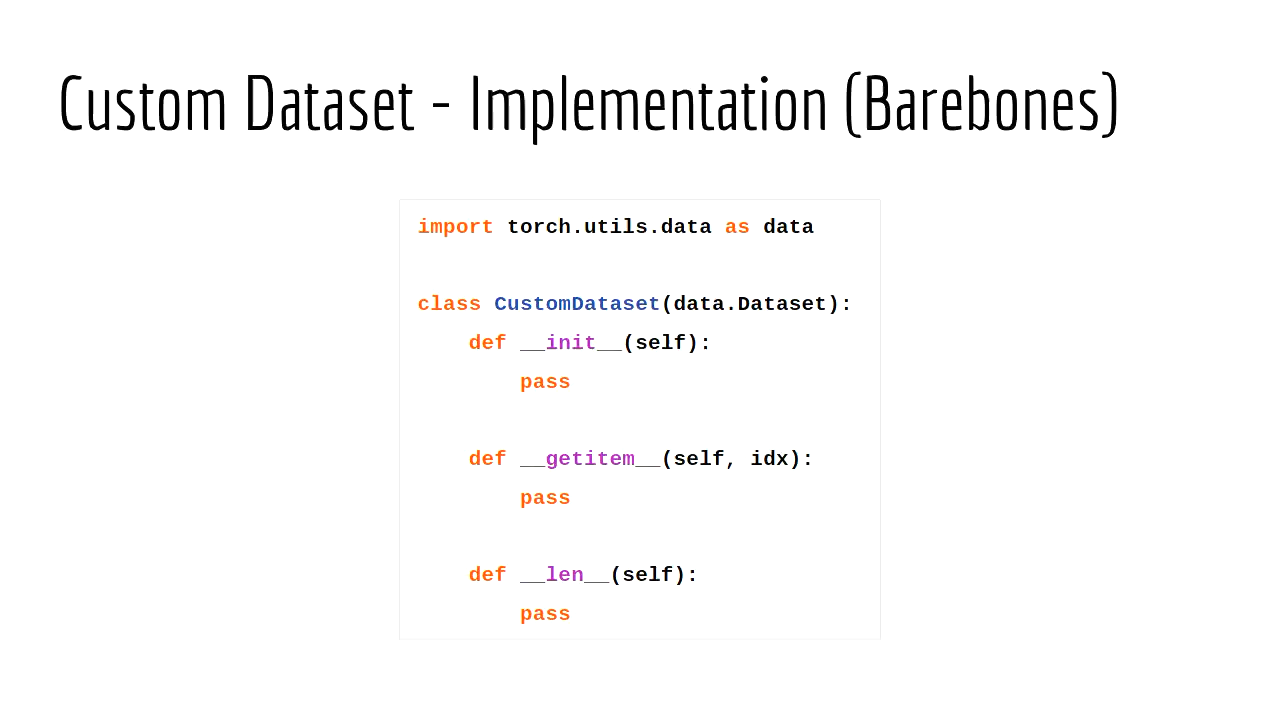 Custom Dataset - Implementation (Barebones)
import torch.utils.data as data
class CustomDataset(data.Dataset):
    def __init__(self):
        pass
    def __getitem__(self, idx):
        pass
    def __len__(self):
        pass